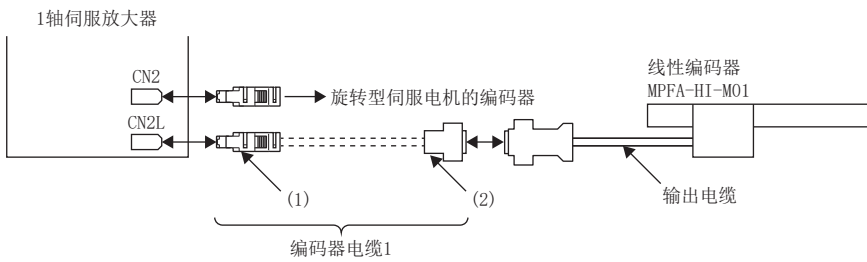 1轴伺服放大器
CN2
旋转型伺服电机的编码器
线性编码器
MPFA-HI-M01
CN2L
(1)
(2)
输出电缆
编码器电缆1